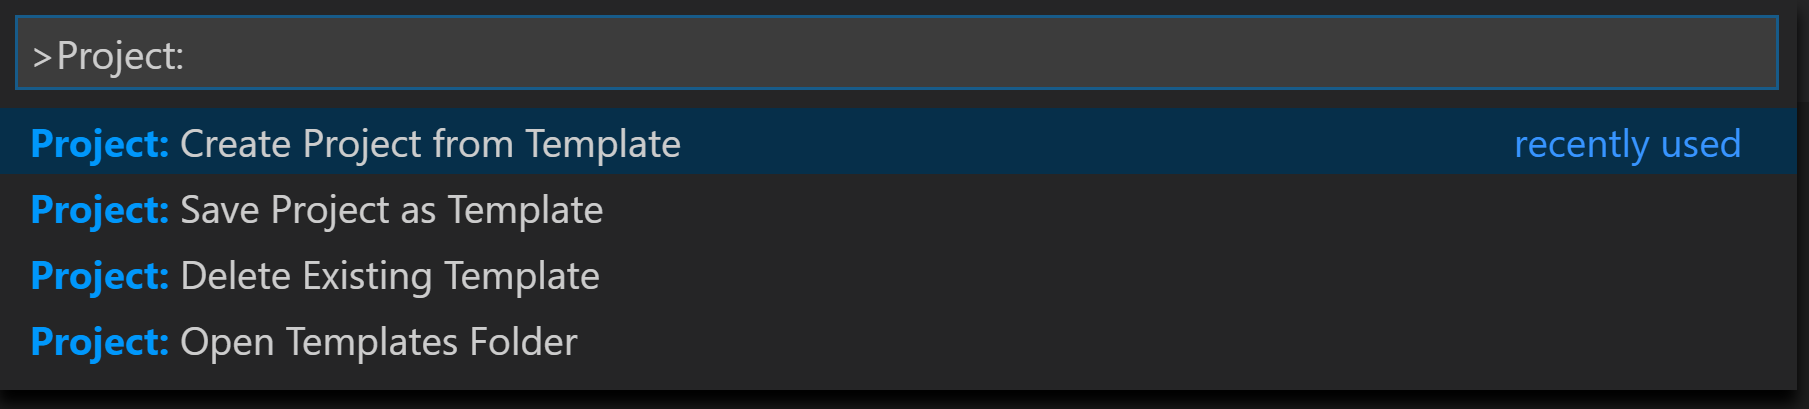 >Project:
Project: Create Project from Template recently used
Project: Save Project as Template
Project: Delete Existing Template
Project: Open Templates Folder